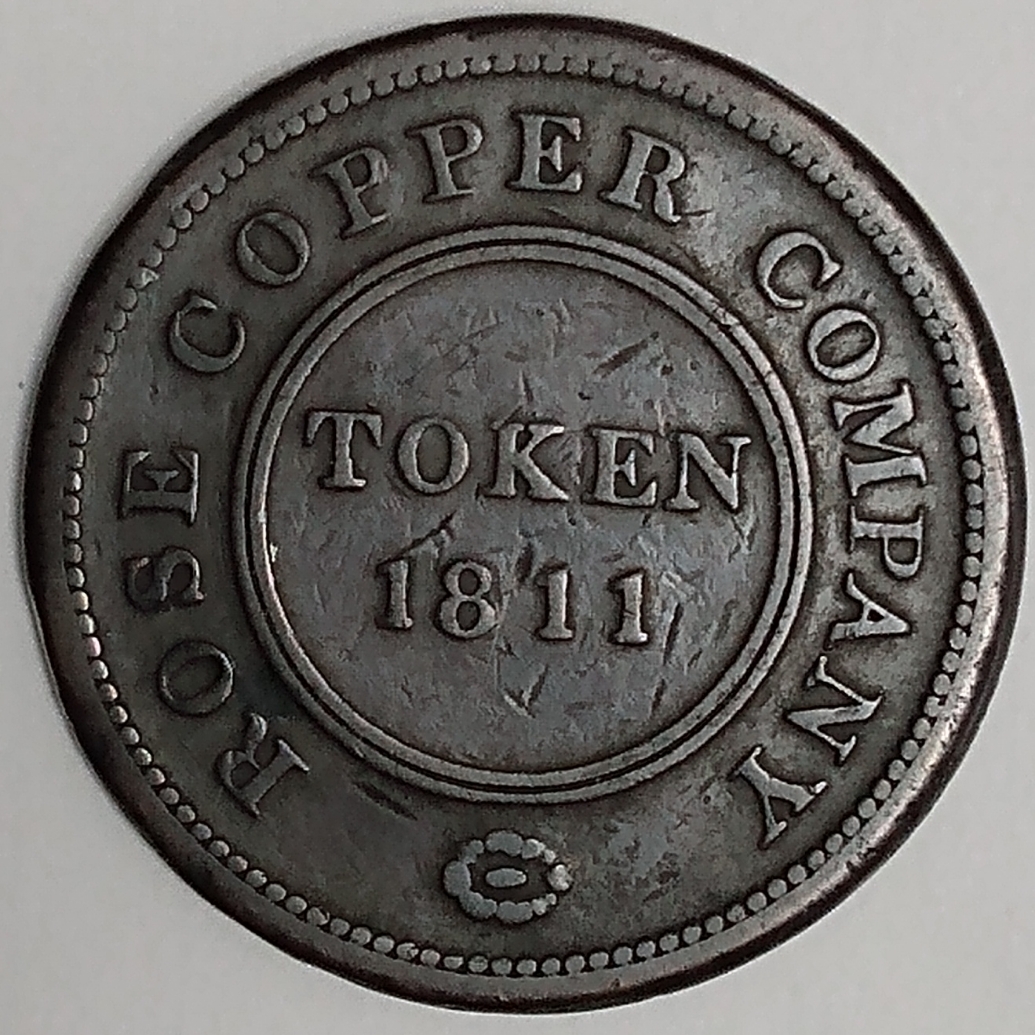 ROSE COPPER COMPANY
TOKEN
1811